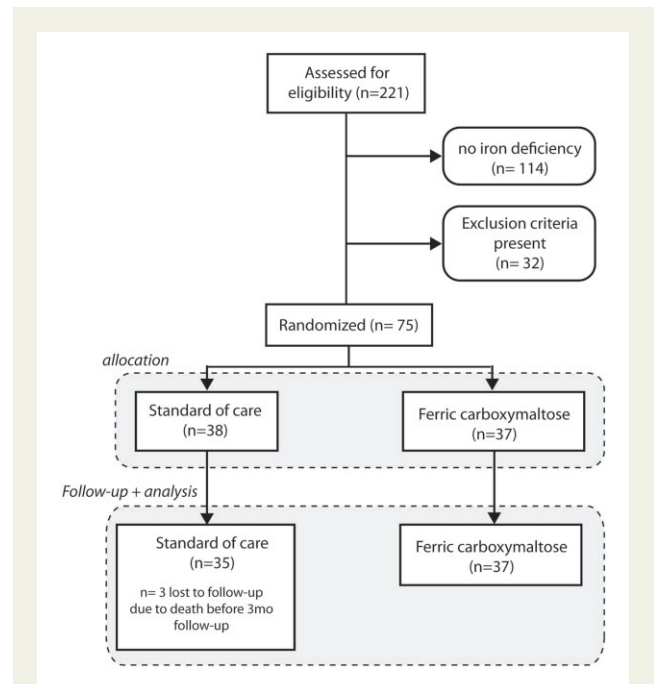 Assessed for
eligibility (n=221)
no iron deficiency
(n= 114)
Exclusion criteria
present
(n= 32)
Randomized (n= 75)
allocation
Standard of care
(n=38)
Ferric carboxymaltose
(n=37)
Follow-up + analysis
Standard of care
(n=35)
n= 3 lost to follow-up
due to death before 3mo
follow-up
Ferric carboxymaltose
(n=37)